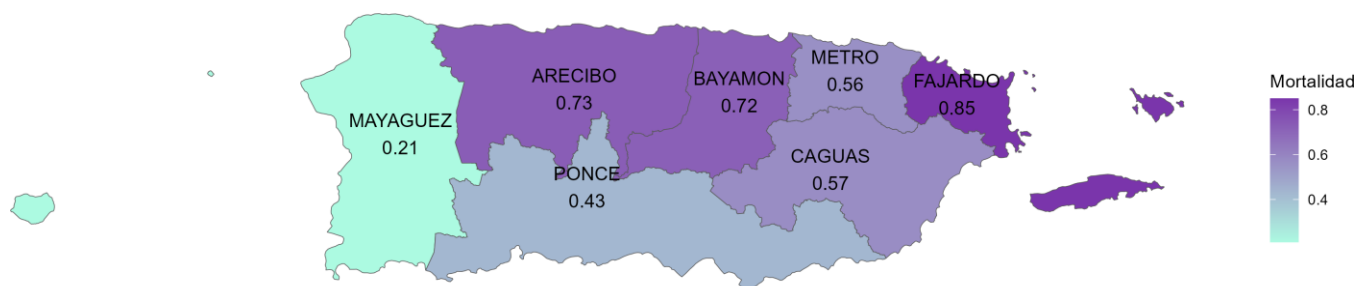 METRO
0.56
ARECIBO
0.73
BAYAMON
0.72
FAJARDO
0.85
MAYAGUEZ
0.21
CAGUAS
0.57
PONCE
0.43
Mortalidad
0.8
0.6
0.4